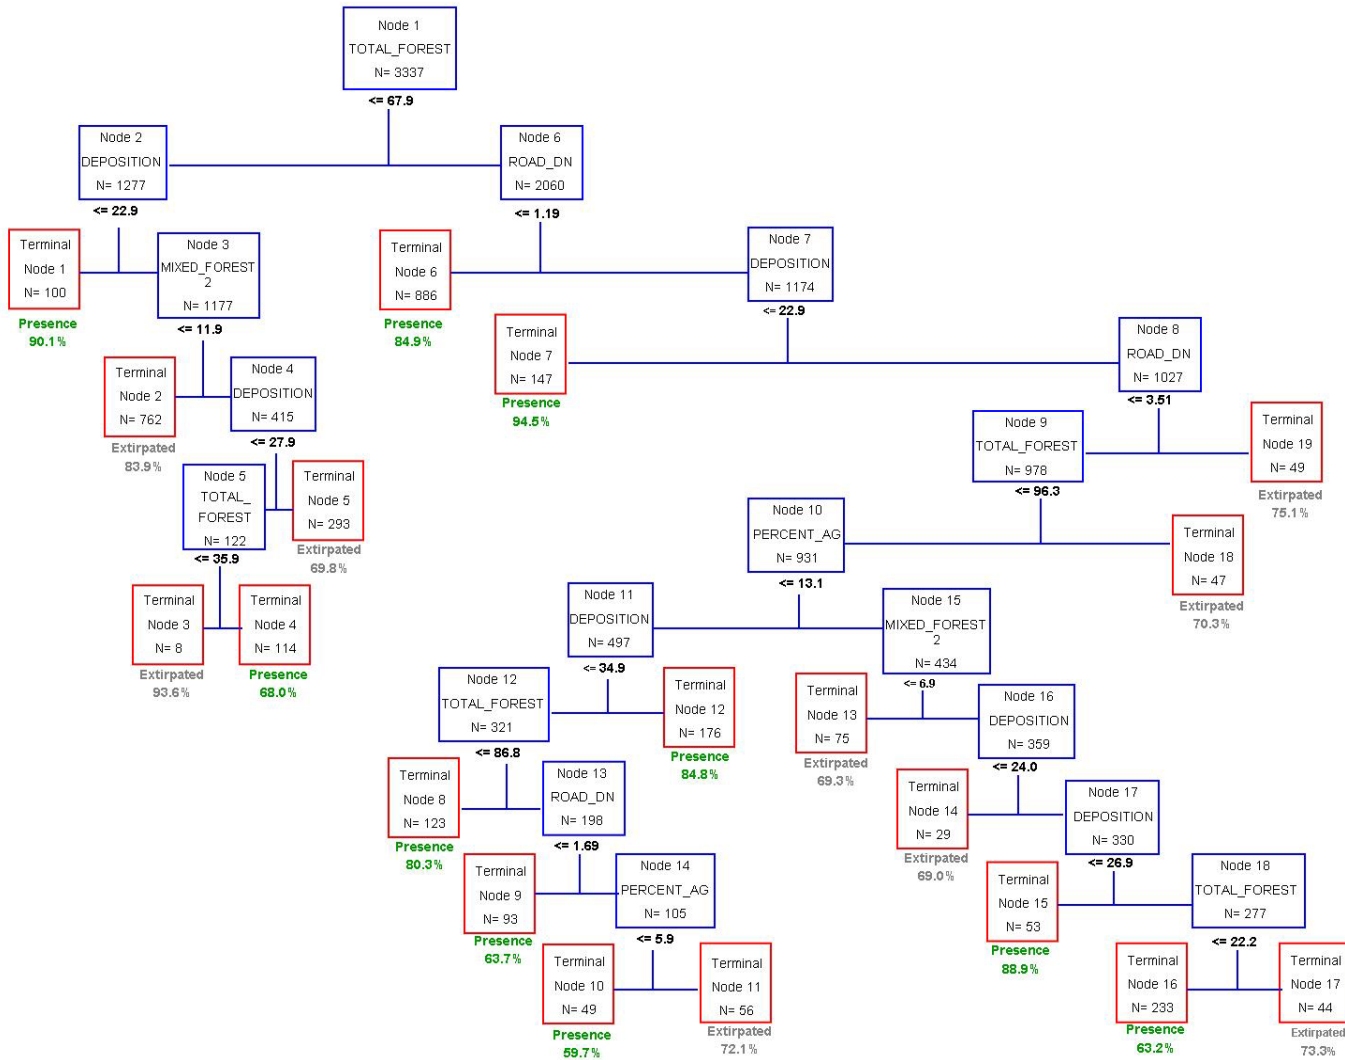 Node 1
TOTAL_FOREST
N= 3337
<= 67.9
Node 2
DEPOSITION
N= 1277
<= 22.9
Node 6
ROAD_DN
N= 2060
<= 1.19
Terminal
Node 1
N= 100
Presence
90.1%
Node 3
MIXED_FOREST
2
N= 1177
<= 11.9
Terminal
Node 6
N= 886
Presence
84.9%
Node 7
DEPOSITION
N= 1174
<= 22.9
Terminal
Node 7
N= 147
Presence
94.5%
Node 8
ROAD_DN
N= 1027
<= 3.51
Terminal
Node 2
N= 762
Extirpated
83.9%
Node 4
DEPOSITION
N= 415
<= 27.9
Node 9
TOTAL_FOREST
N= 978
<= 96.3
Terminal
Node 19
N= 49
Extirpated
75.1%
Node 5
TOTAL_
FOREST
N= 122
<= 35.9
Terminal
Node 5
N= 293
Extirpated
69.8%
Node 10
PERCENT_AG
N= 931
<= 13.1
Terminal
Node 18
N= 47
Extirpated
70.3%
Terminal
Node 3
N= 8
Extirpated
93.6%
Terminal
Node 4
N= 114
Presence
68.0%
Node 11
DEPOSITION
N= 497
<= 34.9
Node 15
MIXED_FOREST
2
N= 434
<= 6.9
Node 12
TOTAL_FOREST
N= 321
<= 86.8
Terminal
Node 12
N= 176
Presence
84.8%
Terminal
Node 13
N= 75
Extirpated
69.3%
Node 16
DEPOSITION
N= 359
<= 24.0
Terminal
Node 8
N= 123
Presence
80.3%
Node 13
ROAD_DN
N= 198
<= 1.69
Terminal
Node 14
N= 29
Extirpated
69.0%
Node 17
DEPOSITION
N= 330
<= 26.9
Terminal
Node 9
N= 93
Presence
63.7%
Node 14
PERCENT_AG
N= 105
<= 5.9
Terminal
Node 15
N= 53
Presence
88.9%
Node 18
TOTAL_FOREST
N= 277
<= 22.2
Terminal
Node 10
N= 49
Presence
59.7%
Terminal
Node 11
N= 56
Extirpated
72.1%
Terminal
Node 16
N= 233
Presence
63.2%
Terminal
Node 17
N= 44
Extirpated
73.3%